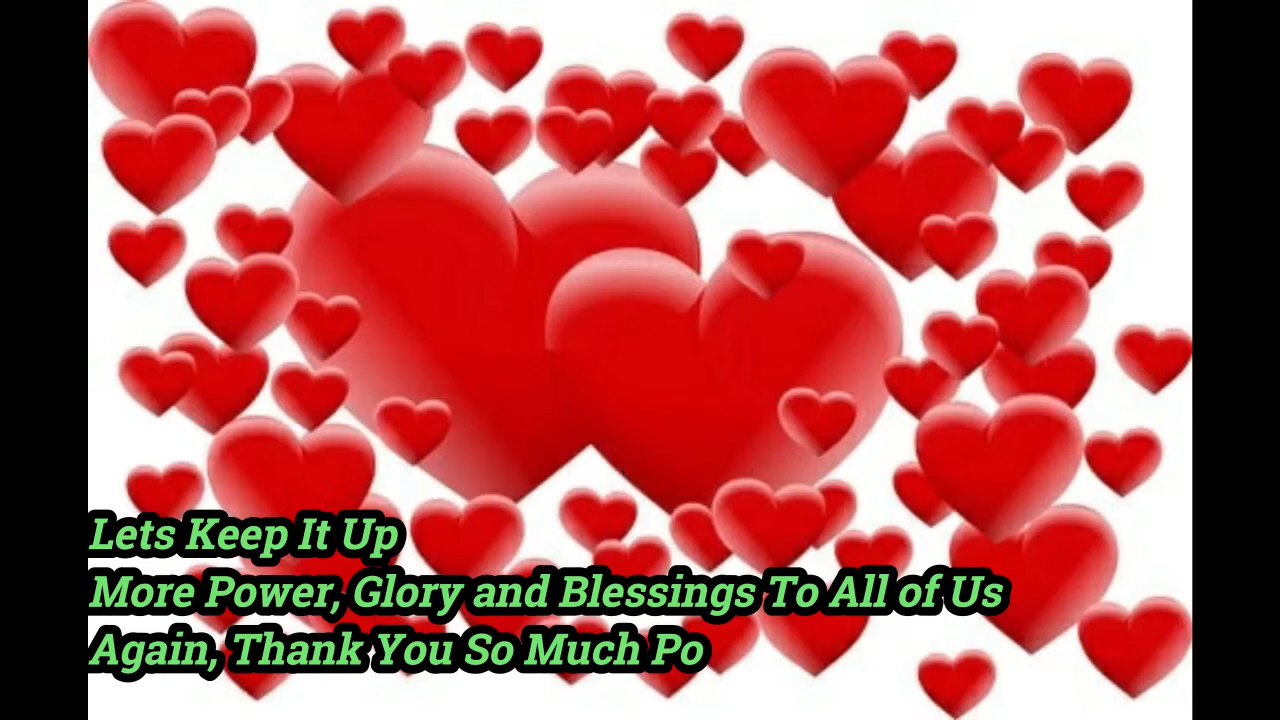 Lets Keep It Up
More Power, Glory and Blessings To All of Us
Again, Thank You So Much Po